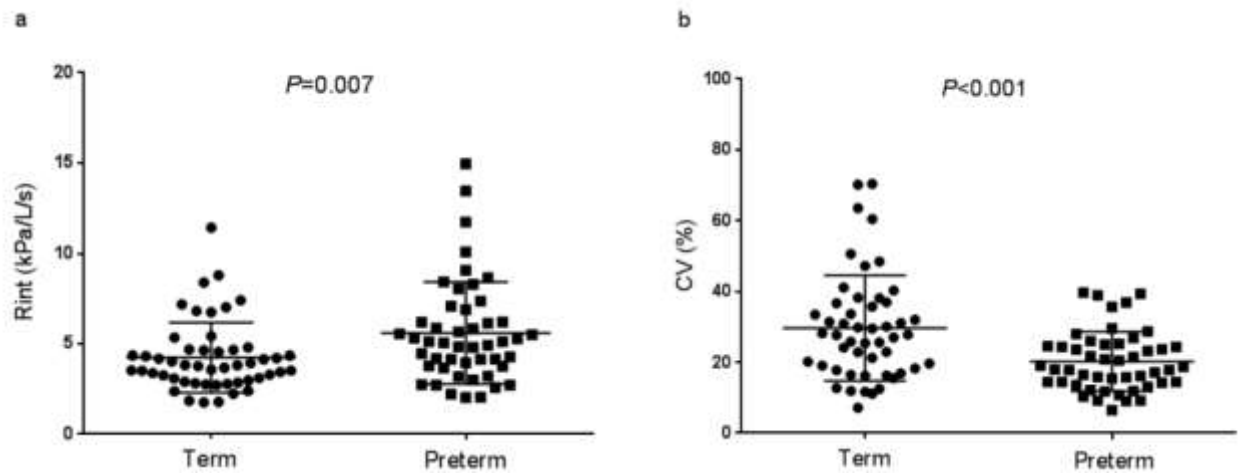 a
P=0.007
Rint (kPa/L/s)
20
15
10
5
0
Term
Preterm
b
P<0.001
CV (%)
100
80
60
40
20
0
Term
Preterm